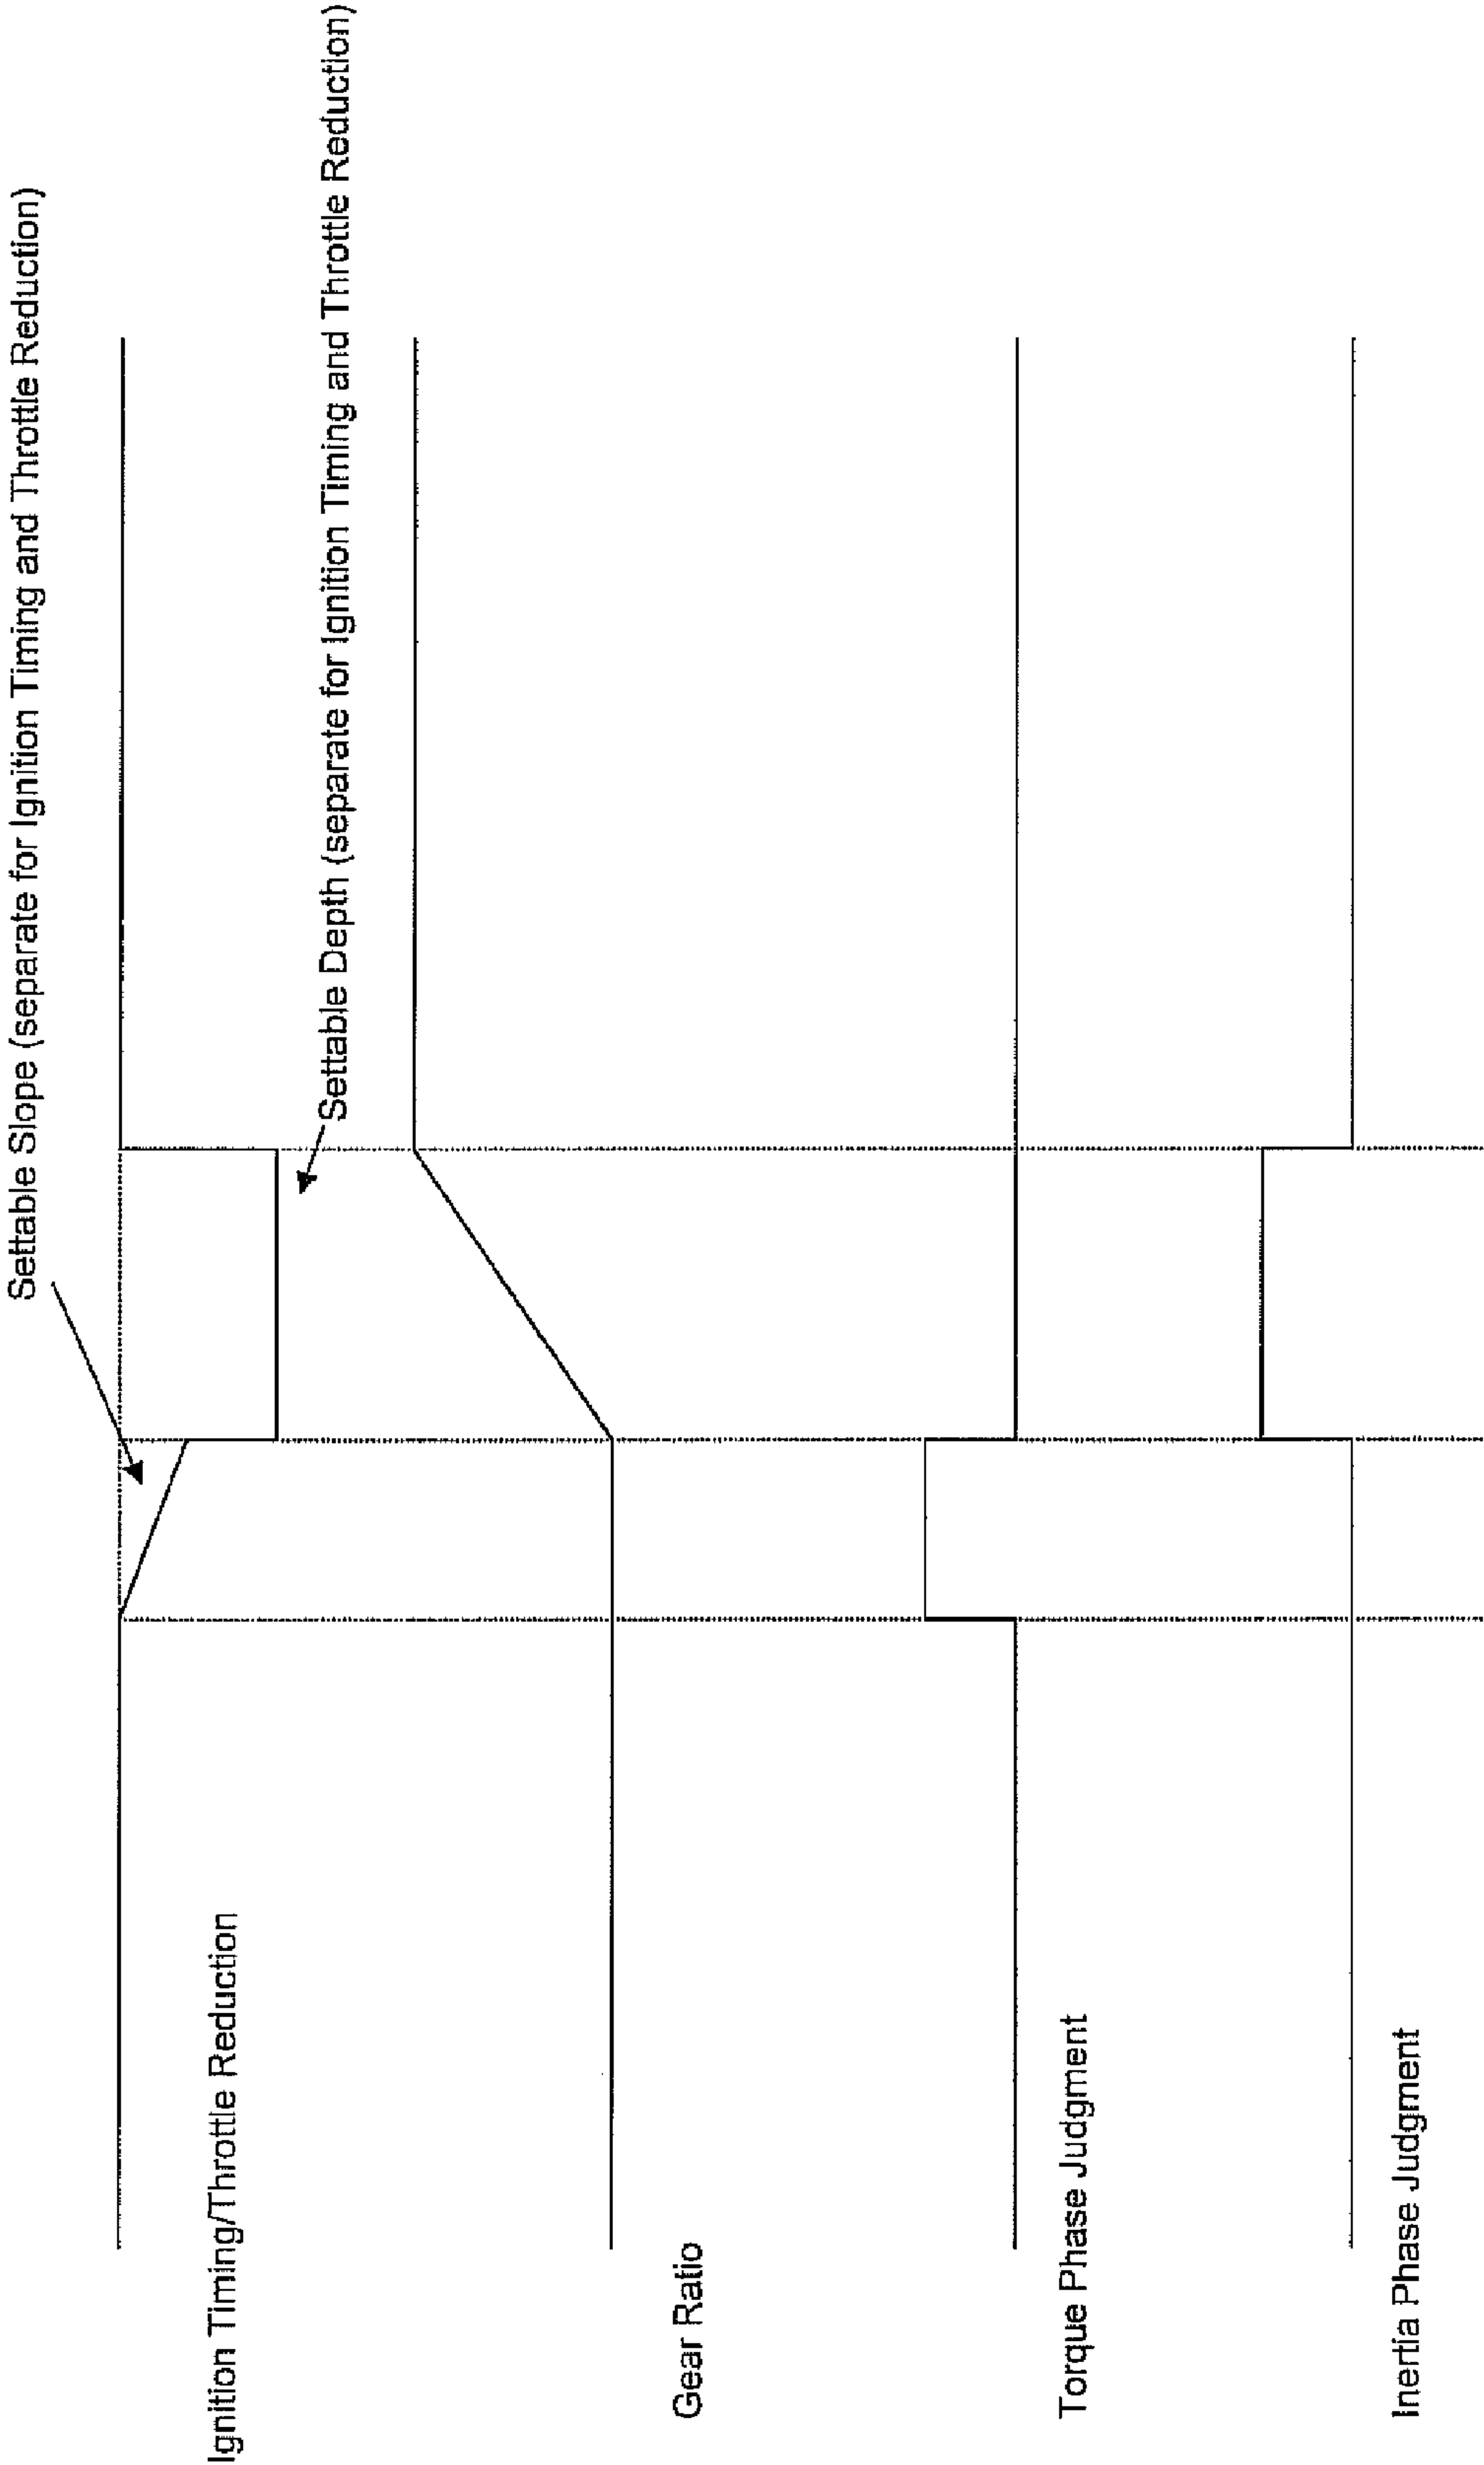 Settable Slope (separate for Ignition Timing and Throttle Reduction)
Ignition Timing/Throttle Reduction
Settable Depth (separate for Ignition Timing and Throttle Reduction)
Gear Ratio
Torque Phase Judgment
Inertia Phase Judgment